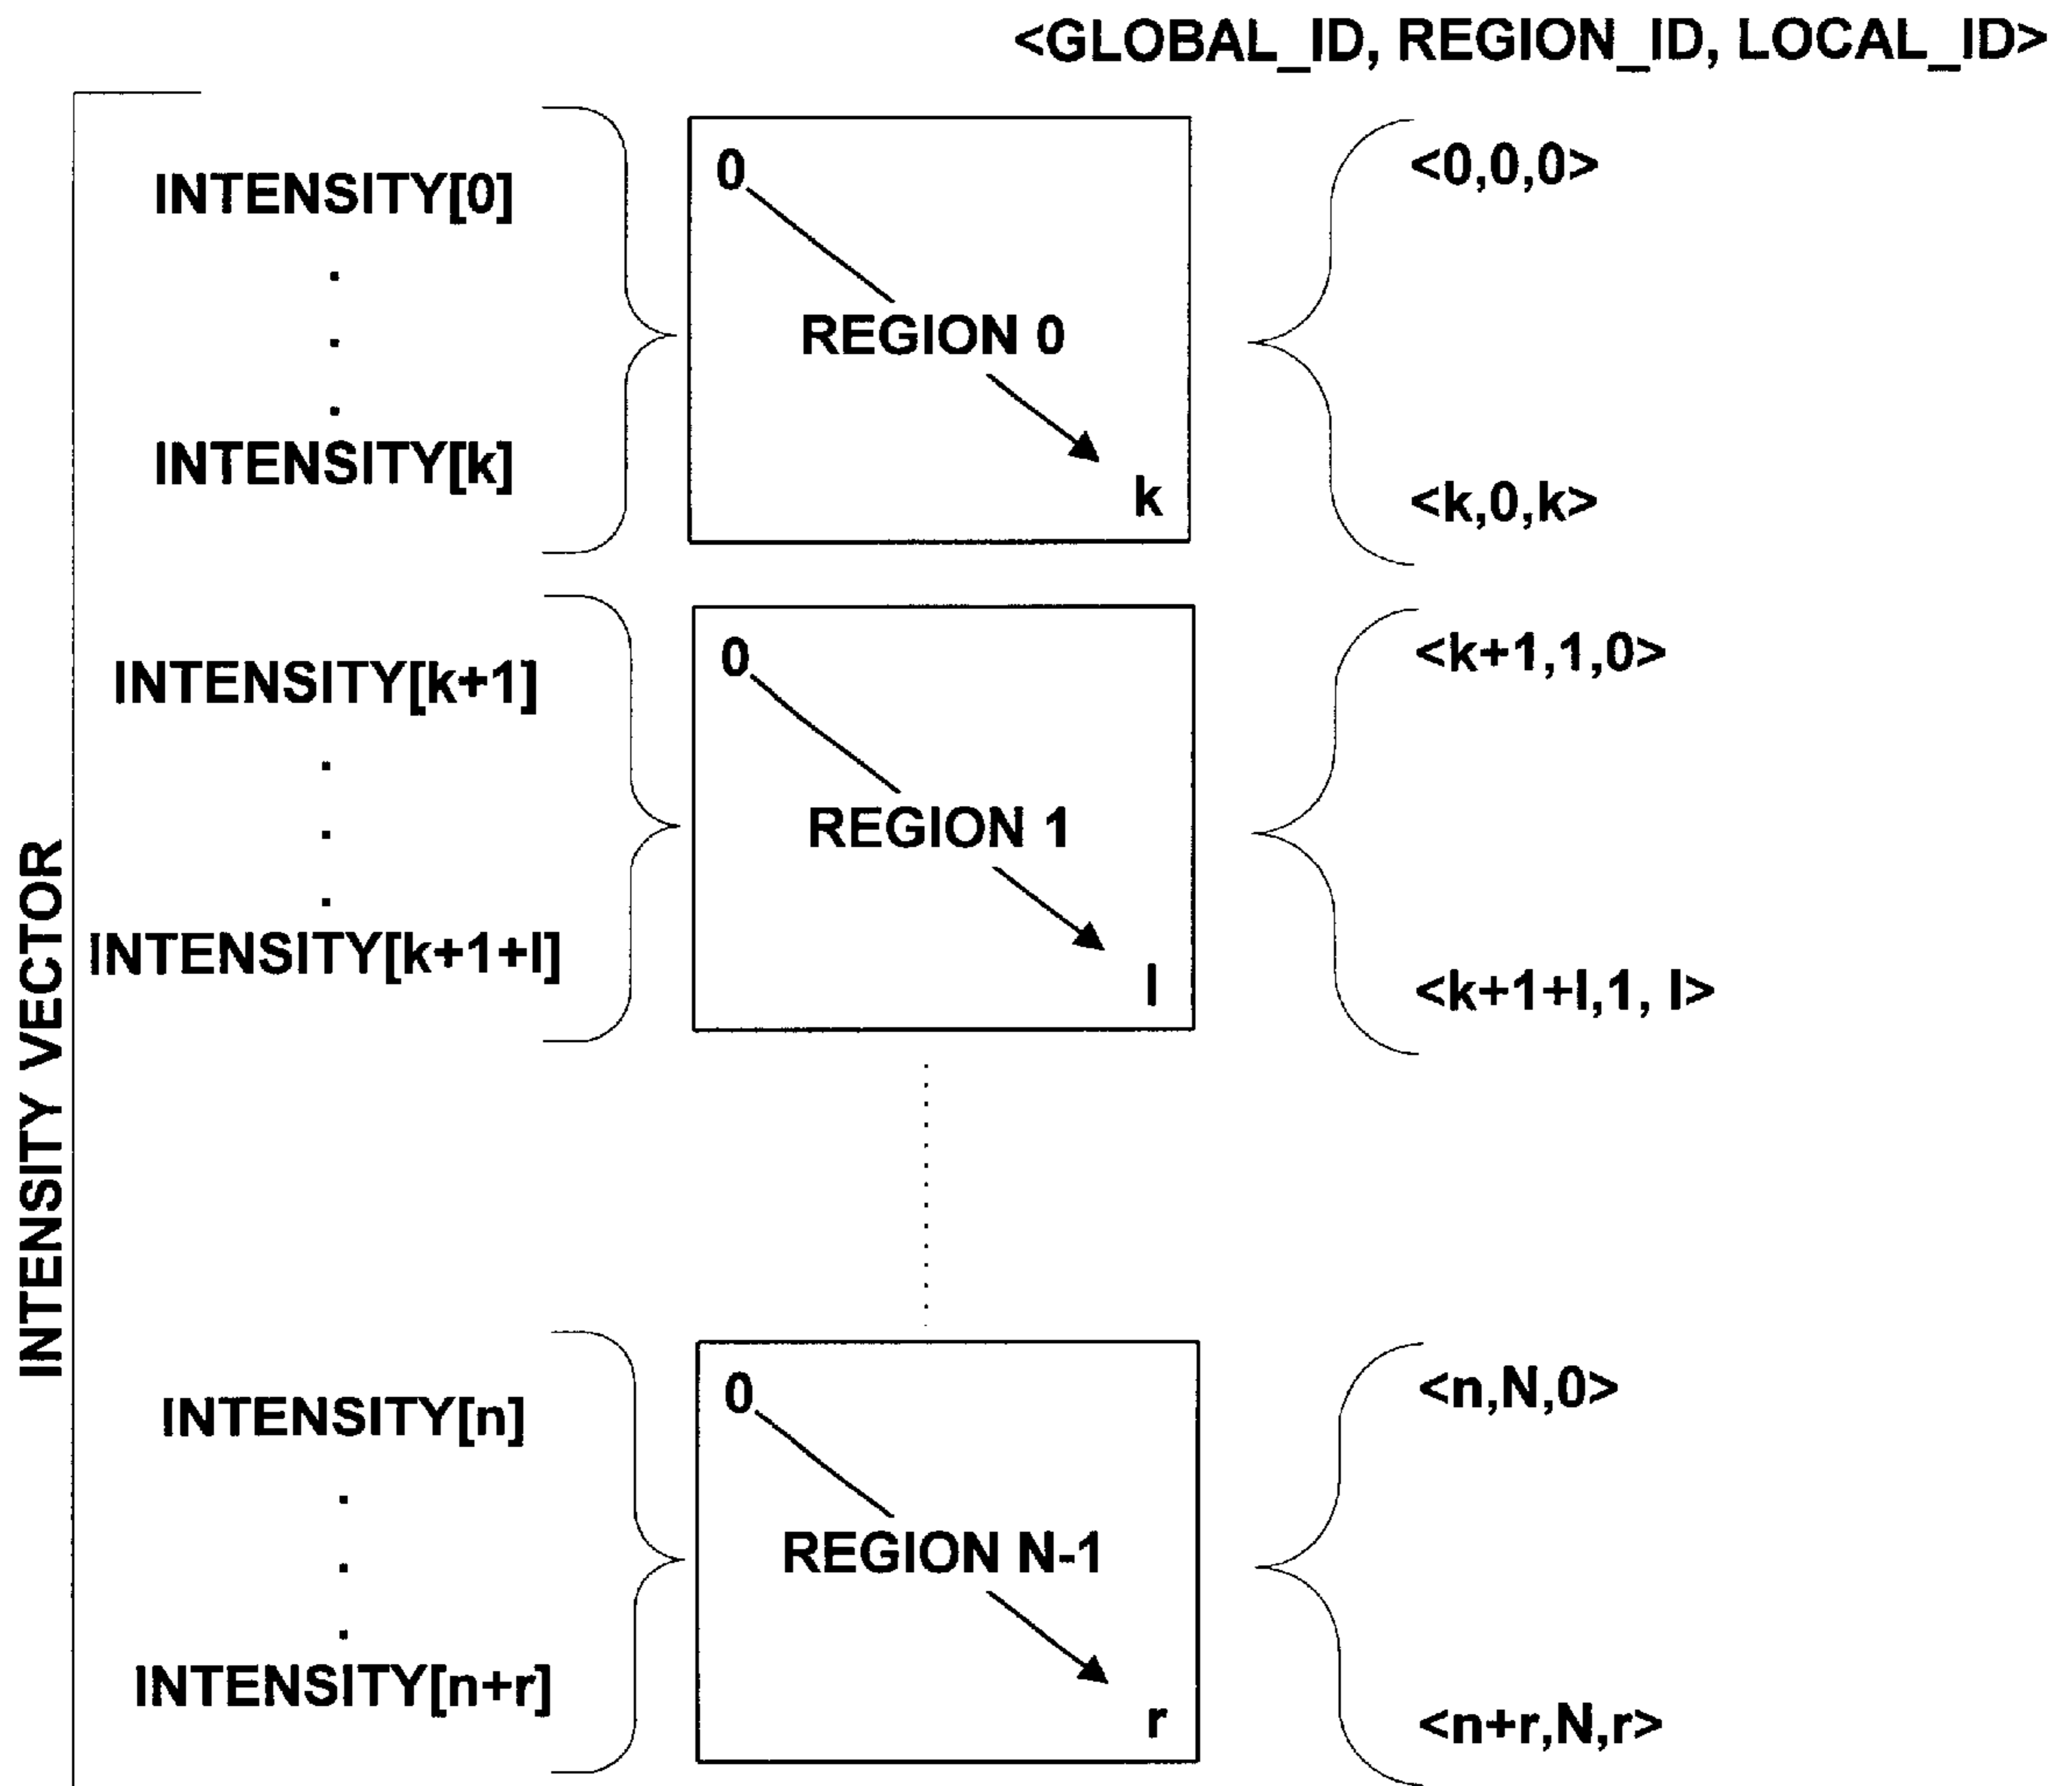 <GLOBAL_ID, REGION_ID, LOCAL_ID>
INTENSITY VECTOR
INTENSITY[0]
.
.
.
INTENSITY[k]
0
REGION 0
k
<0,0,0>
<k,0,k>
INTENSITY[k+1]
.
.
.
INTENSITY[k+1+l]
0
REGION 1
l
<k+1,1,0>
<k+1+l,1, l>
INTENSITY[n]
.
.
.
INTENSITY[n+r]
0
REGION N-1
r
<n,N,0>
<n+r,N,r>